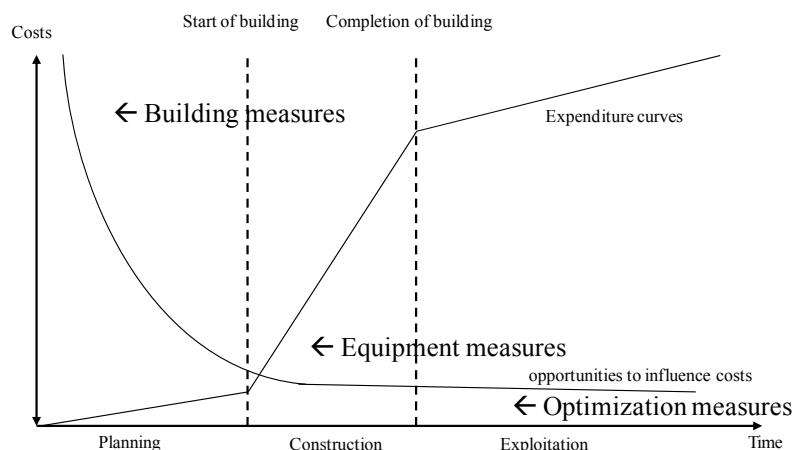 Start of building
Completion of building
Costs
← Building measures
Expenditure curves
← Equipment measures
opportunities to influence costs
← Optimization measures
Planning
Construction
Exploitation
Time